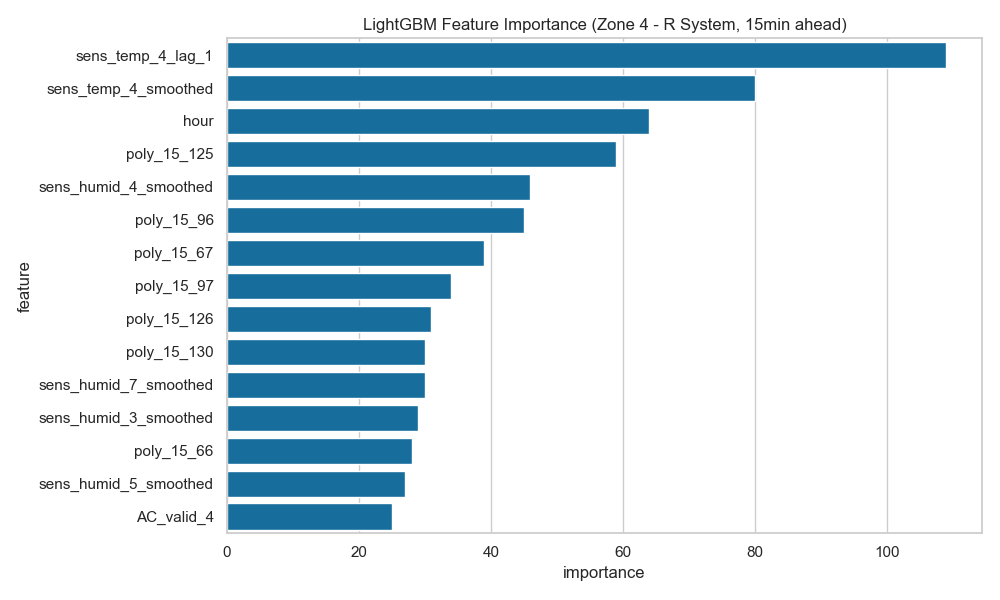 LightGBM Feature Importance (Zone 4 - R System, 15min ahead)
sens_temp_4_lag_1
sens_temp_4_smoothed
hour
poly_15_125
sens_humid_4_smoothed
poly_15_96
poly_15_67
poly_15_97
poly_15_126
poly_15_130
sens_humid_7_smoothed
sens_humid_3_smoothed
poly_15_66
sens_humid_5_smoothed
AC_valid_4
feature
0 20 40 60 80 100
importance